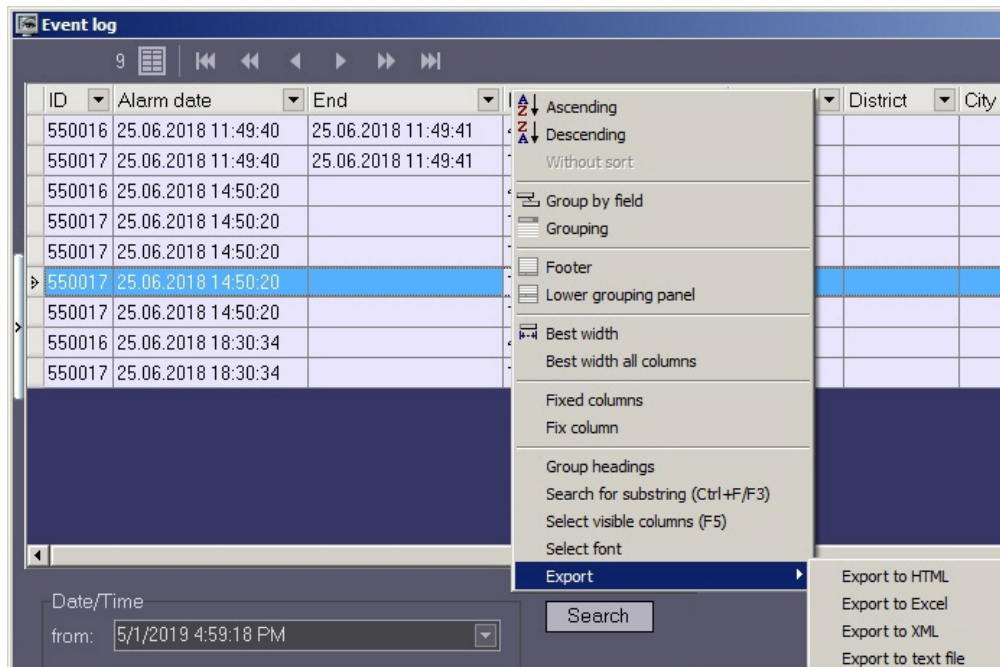 Event log
9
ID Alarm date End District City
550016 25.06.2018 11:49:40 25.06.2018 11:49:41
550017 25.06.2018 11:49:40 25.06.2018 11:49:41
550016 25.06.2018 14:50:20
550017 25.06.2018 14:50:20
550017 25.06.2018 14:50:20
550017 25.06.2018 14:50:20
550017 25.06.2018 14:50:20
550016 25.06.2018 18:30:34
550017 25.06.2018 18:30:34
Ascending
Descending
Without sort
Group by field
Grouping
Footer
Lower grouping panel
Best width
Best width all columns
Fixed columns
Fix column
Group headings
Search for substring (Ctrl+F/F3)
Select visible columns (F5)
Select font
Export
Export to HTML
Export to Excel
Export to XML
Export to text file
Date/Time
from: 5/1/2019 4:59:18 PM
Search